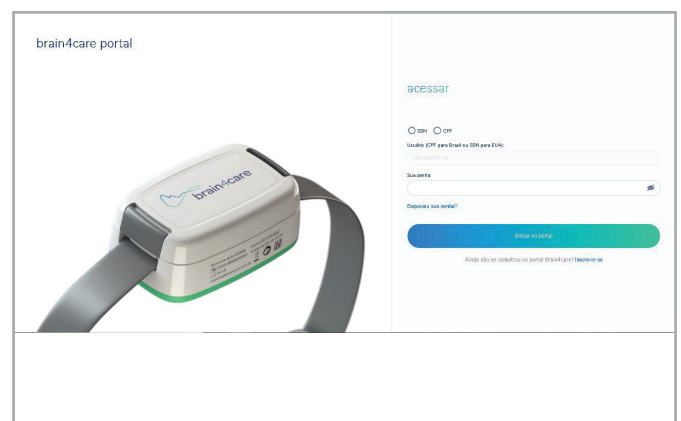 brain4care portal
acessar
SSN CPF
Usuário (CPF para Brasil ou SSN para EUA):
Sua senha:
Esqueceu sua senha?
Entrar no portal
Ainda não se cadastrou no portal Brain4care? Inscreva-se
brain4care